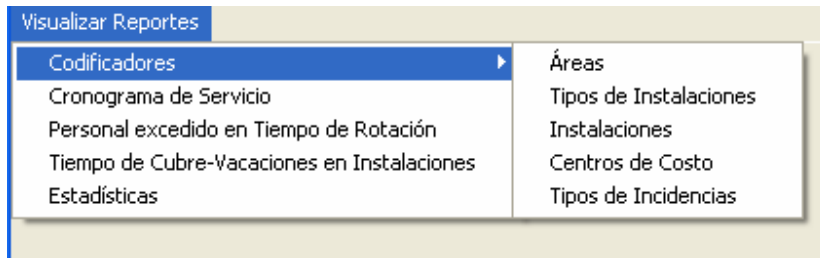 Visualizar Reportes
Codificadores
Cronograma de Servicio
Personal excedido en Tiempo de Rotación
Tiempo de Cubre-Vacaciones en Instalaciones
Estadísticas
Áreas
Tipos de Instalaciones
Instalaciones
Centros de Costo
Tipos de Incidencias